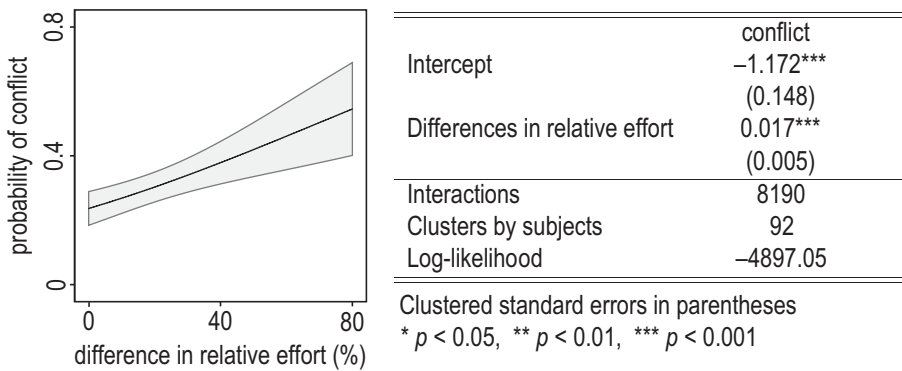 probability of conflict
0.8
0.4
0
0 40 80
difference in relative effort (%)
conflict
Intercept –1.172***
(0.148)
Differences in relative effort 0.017***
(0.005)
Interactions 8190
Clusters by subjects 92
Log-likelihood –4897.05
Clustered standard errors in parentheses
* p < 0.05, ** p < 0.01, *** p < 0.001